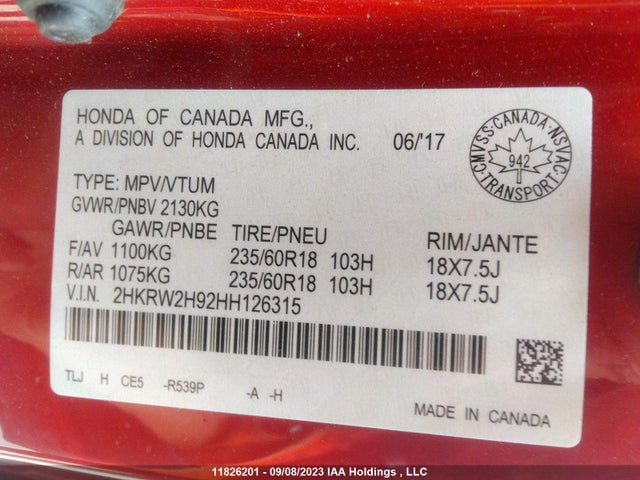 HONDA OF CANADA MFG.,
A DIVISION OF HONDA CANADA INC. 06/'17
CMVSS-CANADA-NSVAC
942
-TRANSPORT-
TYPE: MPV/VTUM
GVWR/PNBV 2130KG
GAWR/PNBE TIRE/PNEU RIM/JANTE
F/AV 1100KG 235/60R18 103H 18X7.5J
R/AR 1075KG 235/60R18 103H 18X7.5J
V.I.N. 2HKRW2H92HH126315
TLJ H CE5 -R539P -A -H
MADE IN CANADA
11826201 - 09/08/2023 IAA Holdings , LLC